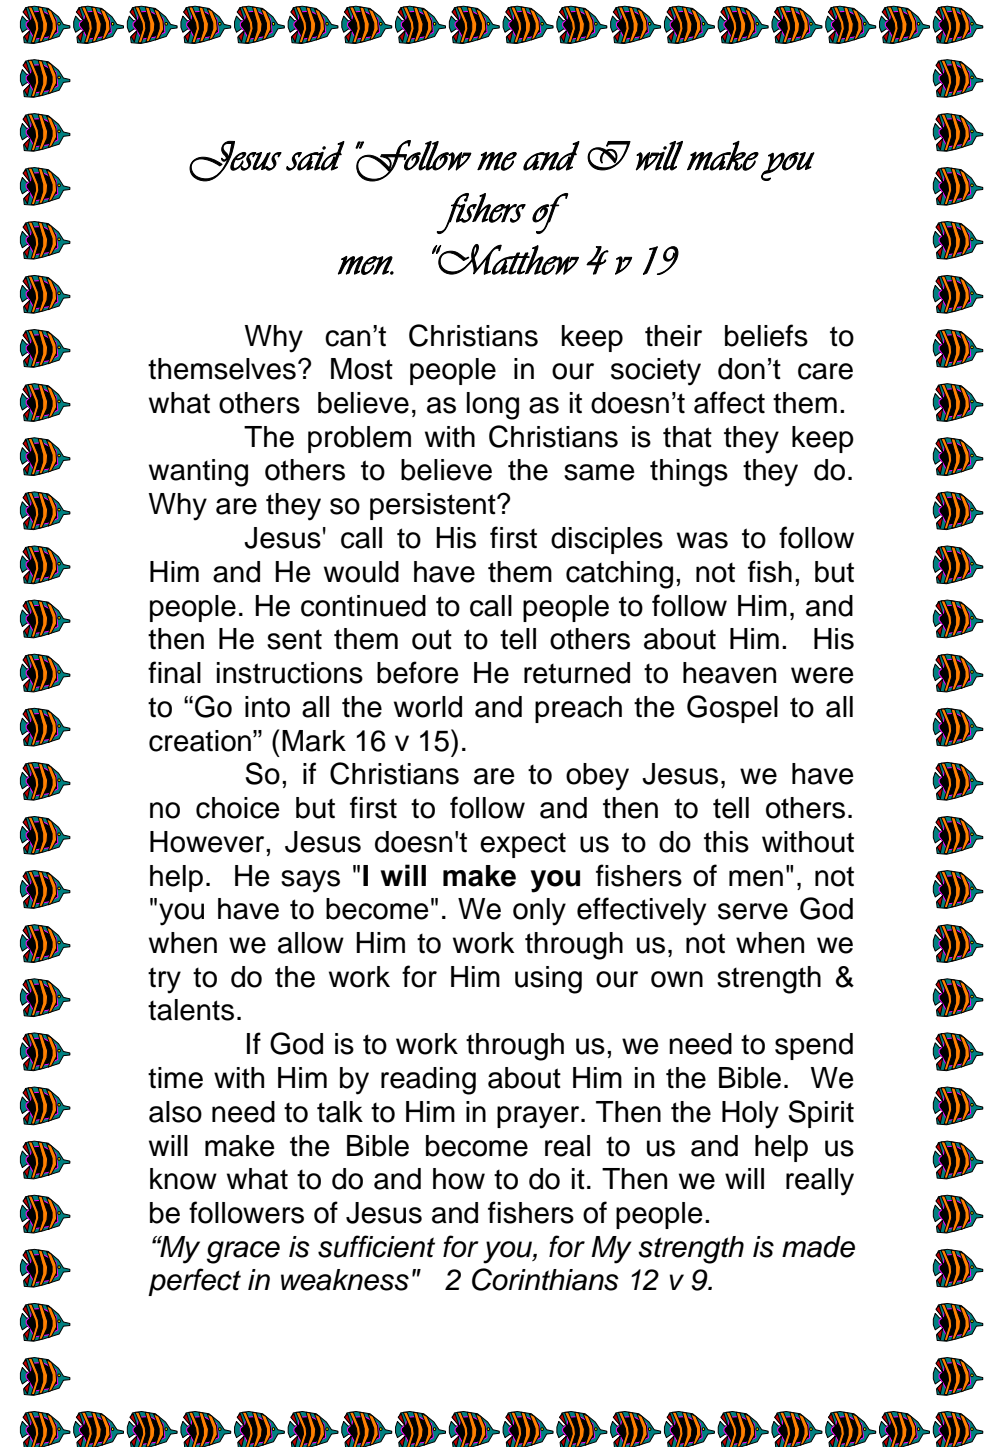 Jesus said "Follow me and I will make you
fishers of
men. "Matthew 4 v 19
Why can’t Christians keep their beliefs to
themselves? Most people in our society don’t care
what others believe, as long as it doesn’t affect them.
The problem with Christians is that they keep
wanting others to believe the same things they do.
Why are they so persistent?
Jesus' call to His first disciples was to follow
Him and He would have them catching, not fish, but
people. He continued to call people to follow Him, and
then He sent them out to tell others about Him. His
final instructions before He returned to heaven were
to “Go into all the world and preach the Gospel to all
creation” (Mark 16 v 15).
So, if Christians are to obey Jesus, we have
no choice but first to follow and then to tell others.
However, Jesus doesn't expect us to do this without
help. He says "I will make you fishers of men", not
"you have to become". We only effectively serve God
when we allow Him to work through us, not when we
try to do the work for Him using our own strength &
talents.
If God is to work through us, we need to spend
time with Him by reading about Him in the Bible. We
also need to talk to Him in prayer. Then the Holy Spirit
will make the Bible become real to us and help us
know what to do and how to do it. Then we will really
be followers of Jesus and fishers of people.
“My grace is sufficient for you, for My strength is made
perfect in weakness" 2 Corinthians 12 v 9.